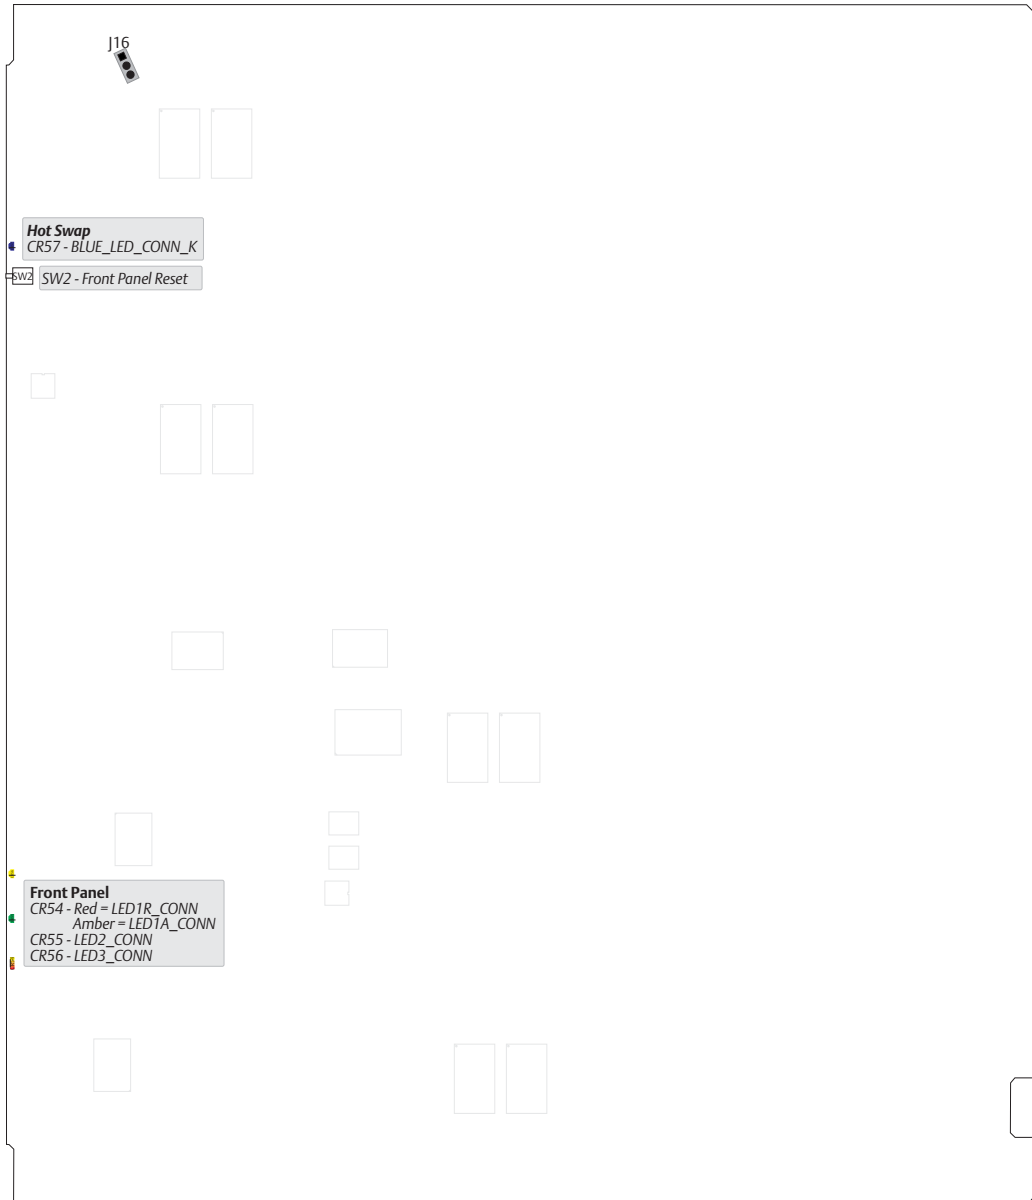 J16
Hot Swap
CR57 - BLUE_LED_CONN_K
SW2
SW2 - Front Panel Reset
Front Panel
CR54 - Red = LED1R_CONN
Amber = LED1A_CONN
CR55 - LED2_CONN
CR56 - LED3_CONN